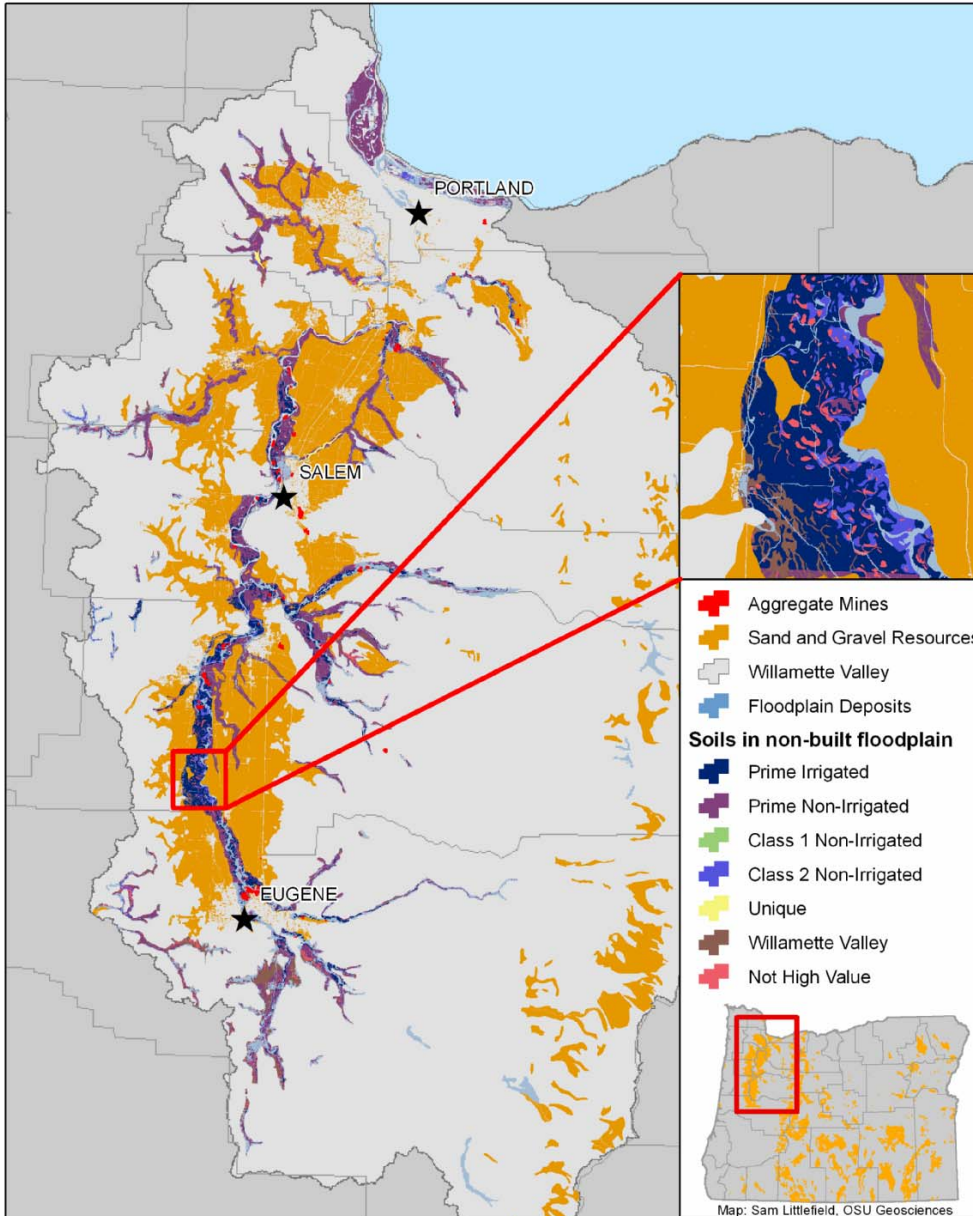 PORTLAND
SALEM
EUGENE
Aggregate Mines
Sand and Gravel Resources
Willamette Valley
Floodplain Deposits
Soils in non-built floodplain
Prime Irrigated
Prime Non-Irrigated
Class 1 Non-Irrigated
Class 2 Non-Irrigated
Unique
Willamette Valley
Not High Value
Map: Sam Littlefield, OSU Geosciences